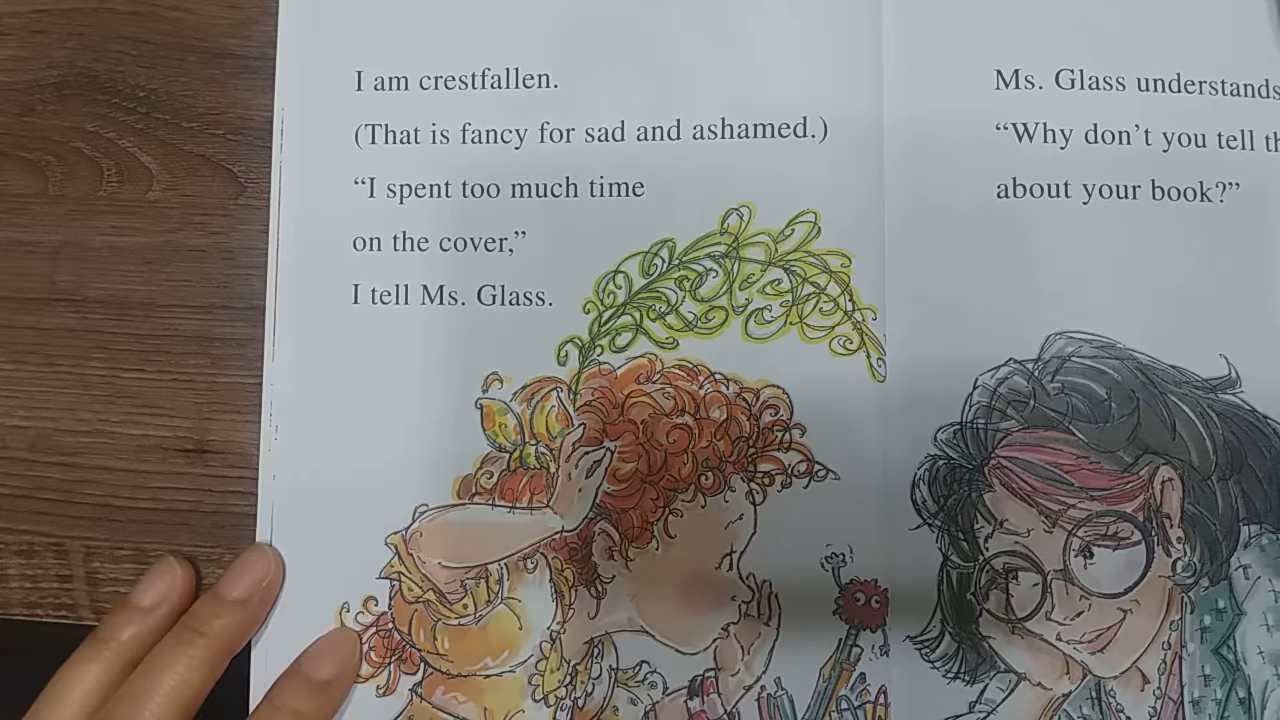 I am crestfallen.
(That is fancy for sad and ashamed.)
“I spent too much time
on the cover,”
I tell Ms. Glass.
Ms. Glass understands
“Why don’t you tell
about your book?”